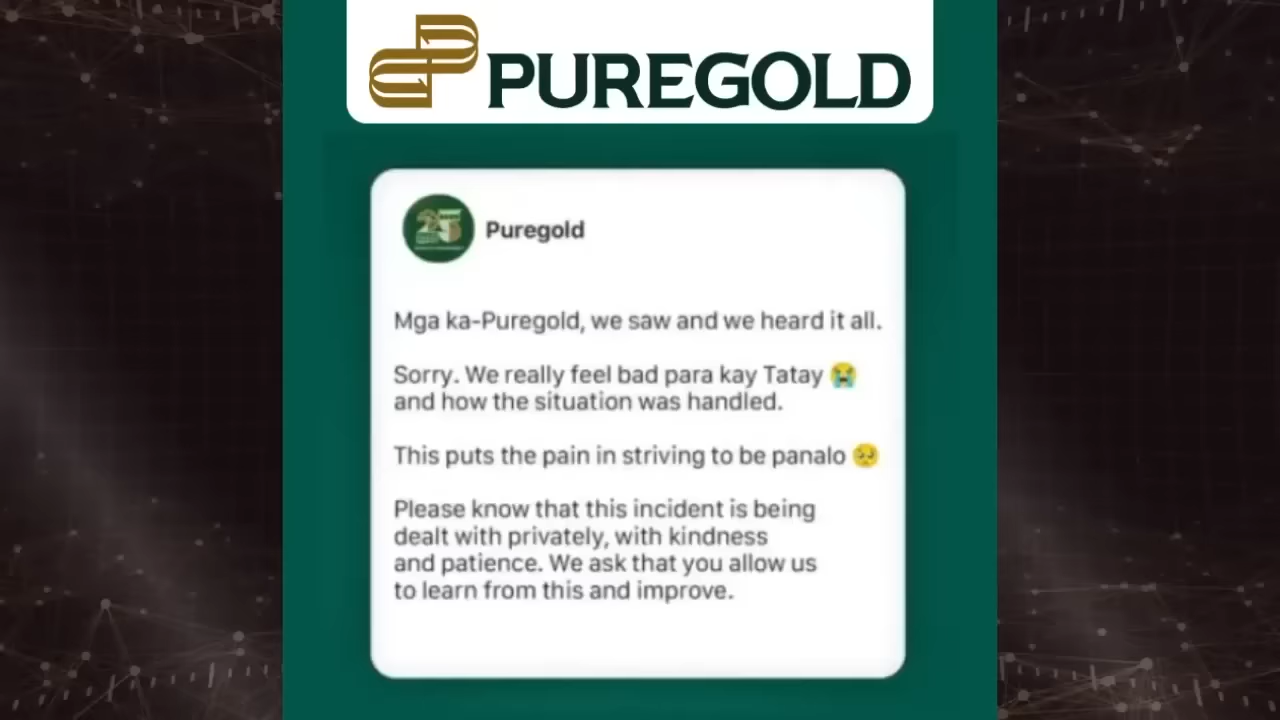 PUREGOLD
Puregold
Mga ka-Puregold, we saw and we heard it all.
Sorry. We really feel bad para kay Tatay 😭
and how the situation was handled.
This puts the pain in striving to be panalo 🥺
Please know that this incident is being
dealt with privately, with kindness
and patience. We ask that you allow us
to learn from this and improve.